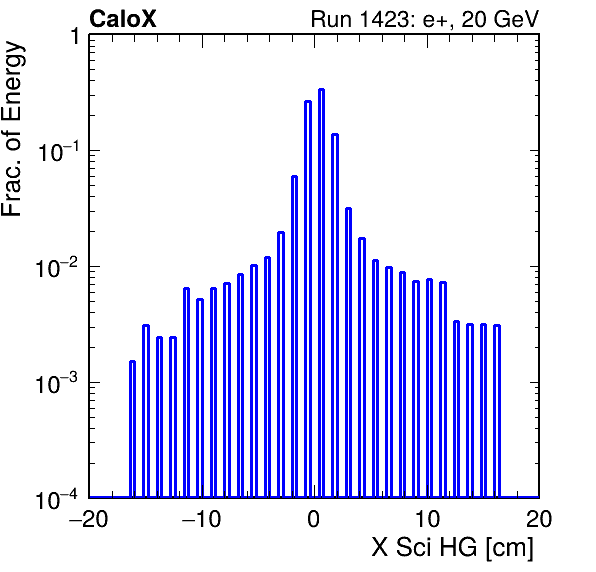 CaloX Run 1423: e+, 20 GeV
Frac. of Energy
1
10⁻¹
10⁻²
10⁻³
10⁻⁴
−20 −10 0 10 20
X Sci HG [cm]